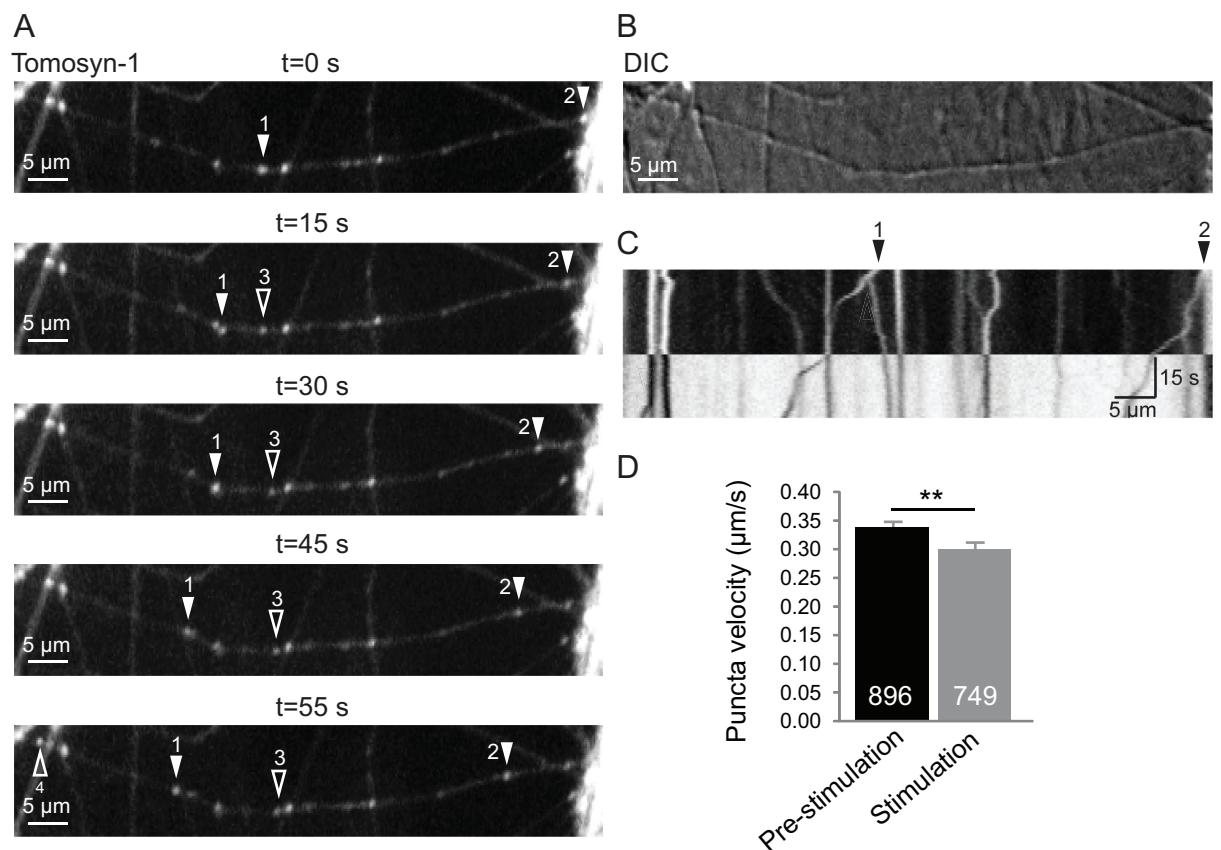 A
Tomosyn-1
t=0 s
1
2
5 µm
t=15 s
1
3
2
5 µm
t=30 s
1
3
2
5 µm
t=45 s
1
3
2
5 µm
t=55 s
1
3
2
4
5 µm
B
DIC
5 µm
C
1
2
15 s
5 µm
D
Puncta velocity (µm/s)
0.40
0.35
0.30
0.25
0.20
0.15
0.10
0.05
0.00
**
896
749
Pre-stimulation
Stimulation